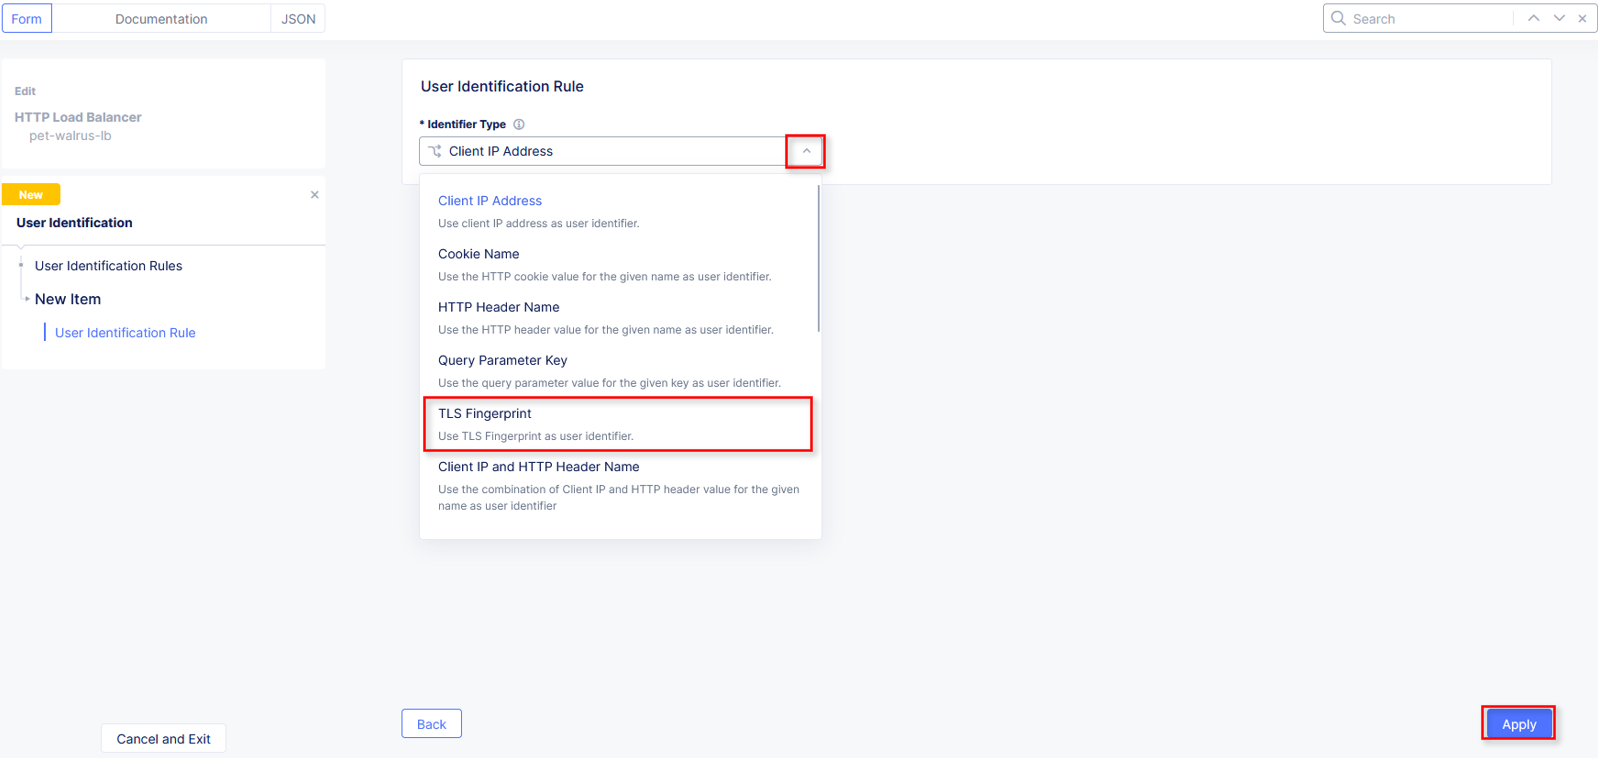 Form
Documentation
JSON
Search
Edit
HTTP Load Balancer
pet-walrus-lb
New
User Identification
User Identification Rules
New Item
User Identification Rule
User Identification Rule
* Identifier Type
Client IP Address
Client IP Address
Use client IP address as user identifier.
Cookie Name
Use the HTTP cookie value for the given name as user identifier.
HTTP Header Name
Use the HTTP header value for the given name as user identifier.
Query Parameter Key
Use the query parameter value for the given key as user identifier.
TLS Fingerprint
Use TLS Fingerprint as user identifier.
Client IP and HTTP Header Name
Use the combination of Client IP and HTTP header value for the given
name as user identifier
Back
Apply
Cancel and Exit